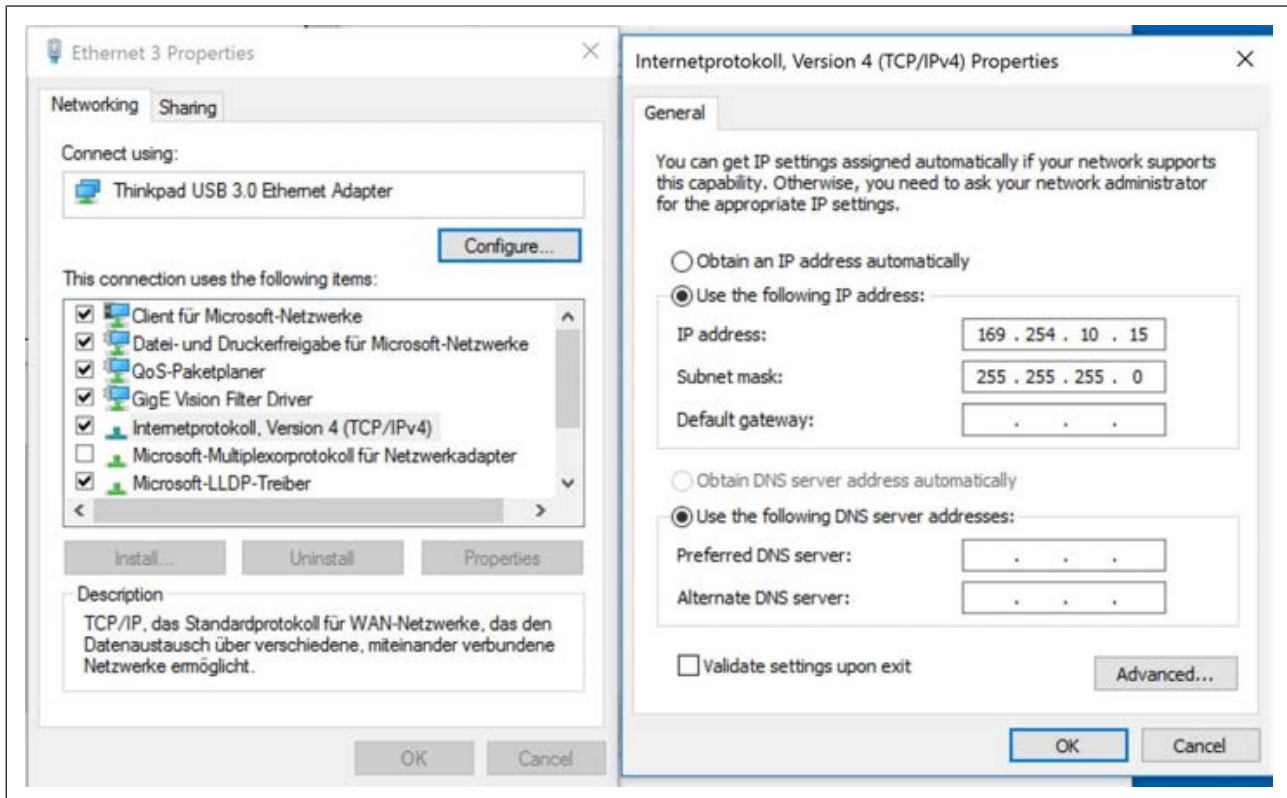 Ethernet 3 Properties
Networking
Sharing
Connect using:
Thinkpad USB 3.0 Ethernet Adapter
Configure...
This connection uses the following items:
Client für Microsoft-Netzwerke
Datei- und Druckerfreigabe für Microsoft-Netzwerke
QoS-Paketplaner
GigE Vision Filter Driver
Internetprotokoll, Version 4 (TCP/IPv4)
Microsoft-Multiplexorprotokoll für Netzwerkadapter
Microsoft-LLDP-Treiber
Install...
Uninstall
Properties
Description
TCP/IP, das Standardprotokoll für WAN-Netzwerke, das den
Datenaustausch über verschiedene, miteinander verbundene
Netzwerke ermöglicht.
OK
Cancel
Internetprotokoll, Version 4 (TCP/IPv4) Properties
General
You can get IP settings assigned automatically if your network supports
this capability. Otherwise, you need to ask your network administrator
for the appropriate IP settings.
Obtain an IP address automatically
Use the following IP address:
IP address: 169 . 254 . 10 . 15
Subnet mask: 255 . 255 . 255 . 0
Default gateway: . . .
Obtain DNS server address automatically
Use the following DNS server addresses:
Preferred DNS server: . . .
Alternate DNS server: . . .
Validate settings upon exit
Advanced...
OK
Cancel